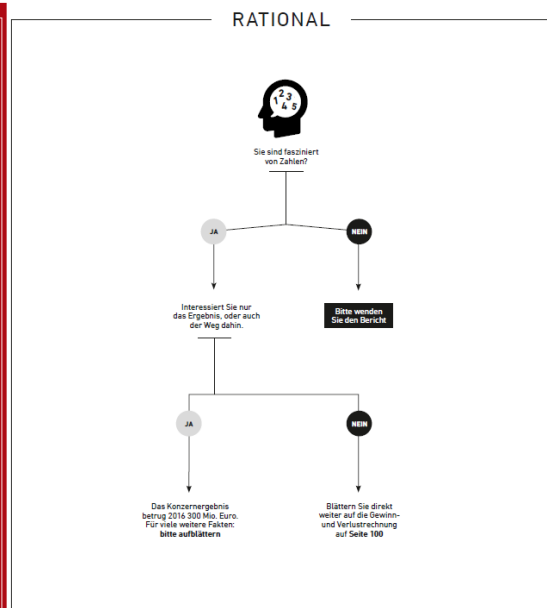 RATIONAL
1 2 3
4 5
Sie sind fasziniert
von Zahlen?
JA
NEIN
Interessiert Sie nur
das Ergebnis, oder auch
der Weg dahin.
Bitte wenden
Sie den Bericht
JA
NEIN
Das Konzernergebnis
betrug 2016 300 Mio. Euro.
Für viele weitere Fakten:
bitte aufblättern
Blättern Sie direkt
weiter auf die Gewinn-
und Verlustrechnung
auf Seite 100